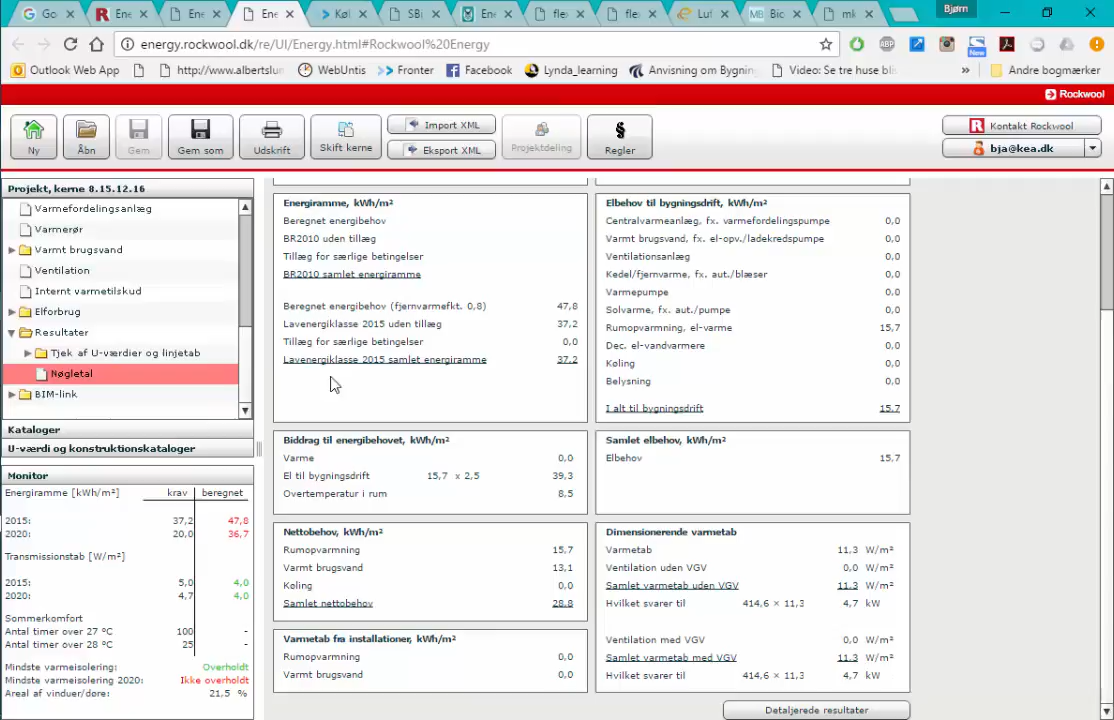 Go
Ene
Ene
Ene
Køl
SBi
Ene
fle
fle
Luf
Bio
mk
Bjørn
energy.rockwool.dk/re/UI/Energy.html#Rockwool%20Energy
ABP
New
Outlook Web App
http://www.albertslun
WebUntis
Fronter
Facebook
Lynda_learning
Anvisning om Bygnin
Video: Se tre huse bli
»
Andre bogmærker
Rockwool
Ny
Åbn
Gem
Gem som
Udskrift
Skift kerne
Import XML
Eksport XML
Projektdeling
§
Regler
Kontakt Rockwool
bja@kea.dk
Projekt, kerne 8.15.12.16
Varmefordelingsanlæg
Varmerør
Varmt brugsvand
Ventilation
Internt varmetilskud
Elforbrug
Resultater
Tjek af U-værdier og linjetab
Nøgletal
BIM-link
Kataloger
U-værdi og konstruktionskataloger
Monitor
Energiramme [kWh/m²] krav beregnet
2015: 37,2 47,8
2020: 20,0 36,7
Transmissionstab [W/m²]
2015: 5,0 4,0
2020: 4,7 4,0
Sommerkomfort
Antal timer over 27 °C 100 -
Antal timer over 28 °C 25 -
Mindste varmeisolering: Overholdt
Mindste varmeisolering 2020: Ikke overholdt
Areal af vinduer/døre: 21,5 %
Energiramme, kWh/m²
Beregnet energibehov
BR2010 uden tillæg
Tillæg for særlige betingelser
BR2010 samlet energiramme
Beregnet energibehov (fjernvarmefkt. 0,8) 47,8
Lavenergiklasse 2015 uden tillæg 37,2
Tillæg for særlige betingelser 0,0
Lavenergiklasse 2015 samlet energiramme 37,2
Elbehov til bygningsdrift, kWh/m²
Centralvarmeanlæg, fx. varmefordelingspumpe 0,0
Varmt brugsvand, fx. el-opv./ladekredspumpe 0,0
Ventilationsanlæg 0,0
Kedel/fjernvarme, fx. aut./blæser 0,0
Varmepumpe 0,0
Solvarme, fx. aut./pumpe 0,0
Rumopvarmning, el-varme 15,7
Dec. el-vandvarmere 0,0
Køling 0,0
Belysning 0,0
I alt til bygningsdrift 15,7
Biddrag til energibehovet, kWh/m²
Varme 0,0
El til bygningsdrift 15,7 x 2,5 39,3
Overtemperatur i rum 8,5
Samlet elbehov, kWh/m²
Elbehov 15,7
Nettobehov, kWh/m²
Rumopvarmning 15,7
Varmt brugsvand 13,1
Køling 0,0
Samlet nettobehov 28,8
Dimensionerende varmetab
Varmetab 11,3 W/m²
Ventilation uden VGV 0,0 W/m²
Samlet varmetab uden VGV 11,3 W/m²
Hvilket svarer til 414,6 × 11,3 4,7 kW
Ventilation med VGV 0,0 W/m²
Samlet varmetab med VGV 11,3 W/m²
Hvilket svarer til 414,6 × 11,3 4,7 kW
Varmetab fra installationer, kWh/m²
Rumopvarmning 0,0
Varmt brugsvand 0,0
Detaljerede resultater